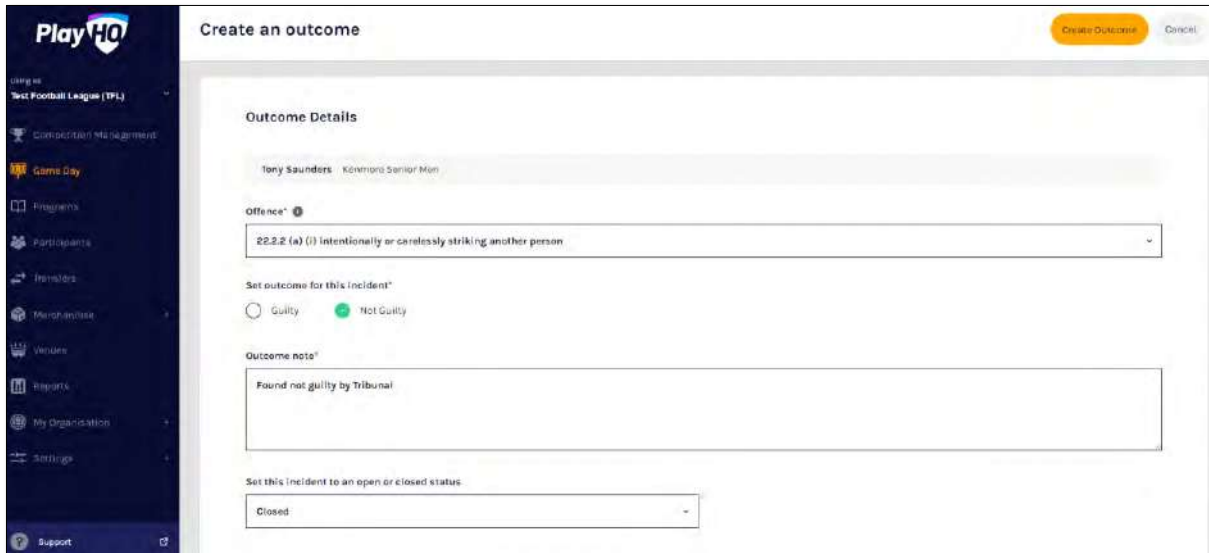 PlayHQ
Create an outcome
Create Outcome
Cancel
Using as
Test Football League (TFL)
Competition Management
Game Day
Programs
Participants
Transfers
Merchandise
Venues
Reports
My Organisation
Settings
Support
Outcome Details
Tony Saunders Kenmore Senior Men
Offence*
22.2.2 (a) (i) intentionally or carelessly striking another person
Set outcome for this incident*
Guilty Not Guilty
Outcome note*
Found not guilty by Tribunal
Set this incident to an open or closed status
Closed